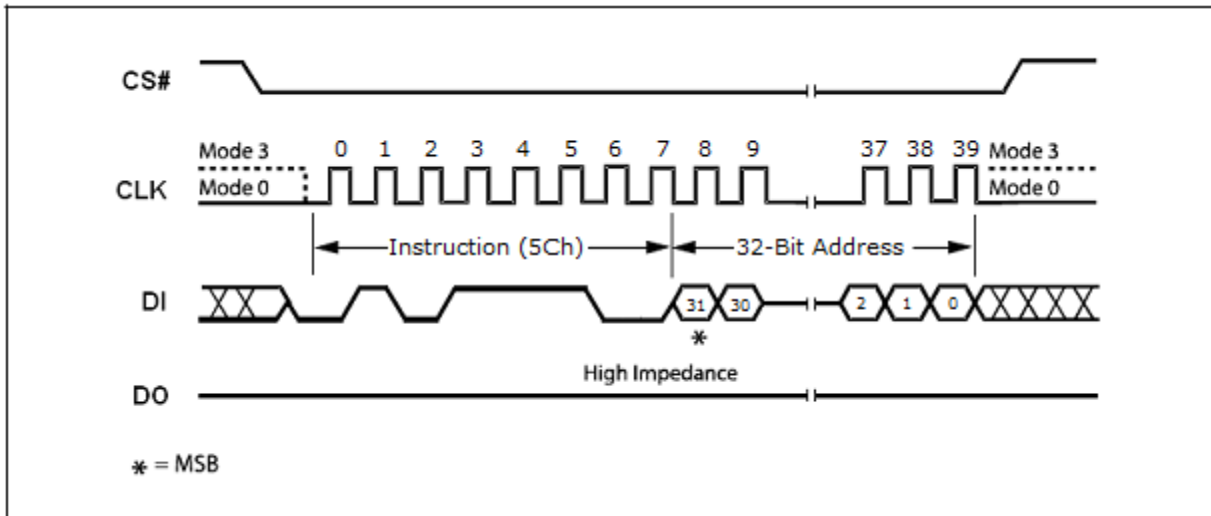 CS#
Mode 3 0 1 2 3 4 5 6 7 8 9 37 38 39 Mode 3
CLK Mode 0 Mode 0
Instruction (5Ch) 32-Bit Address
DI 31 30 2 1 0
*
High Impedance
DO
* = MSB